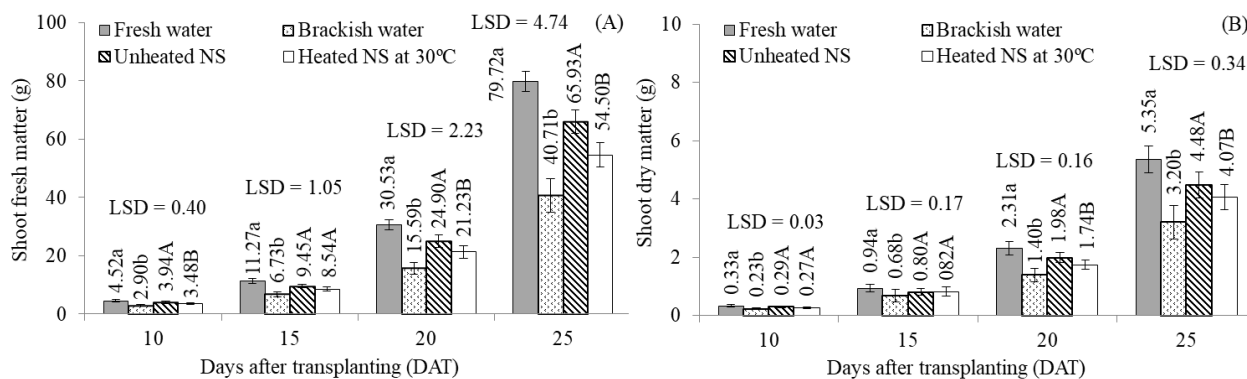 (A)
Shoot fresh matter (g)
100
80
60
40
20
0
Fresh water
Brackish water
Unheated NS
Heated NS at 30ºC
LSD = 0.40
4.52a
2.90b
3.94A
3.48B
LSD = 1.05
11.27a
6.73b
9.45A
8.54A
LSD = 2.23
30.53a
15.59b
24.90A
21.23B
LSD = 4.74
79.72a
40.71b
65.93A
54.50B
10
15
20
25
Days after transplanting (DAT)
(B)
Shoot dry matter (g)
10
8
6
4
2
0
Fresh water
Brackish water
Unheated NS
Heated NS at 30ºC
LSD = 0.03
0.33a
0.23b
0.29A
0.27A
LSD = 0.17
0.94a
0.68b
0.80A
082A
LSD = 0.16
2.31a
1.40b
1.98A
1.74B
LSD = 0.34
5.35a
3.20b
4.48A
4.07B
10
15
20
25
Days after transplanting (DAT)